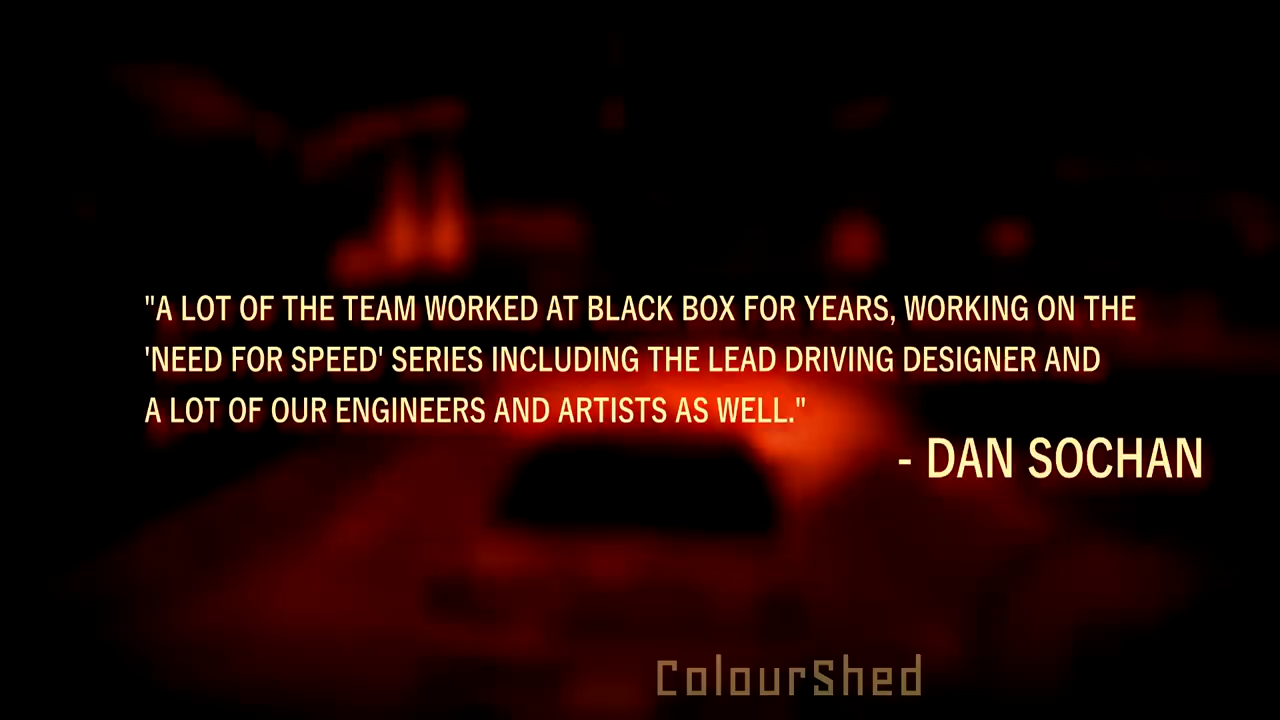 "A LOT OF THE TEAM WORKED AT BLACK BOX FOR YEARS, WORKING ON THE
'NEED FOR SPEED' SERIES INCLUDING THE LEAD DRIVING DESIGNER AND
A LOT OF OUR ENGINEERS AND ARTISTS AS WELL."
- DAN SOCHAN
ColourShed